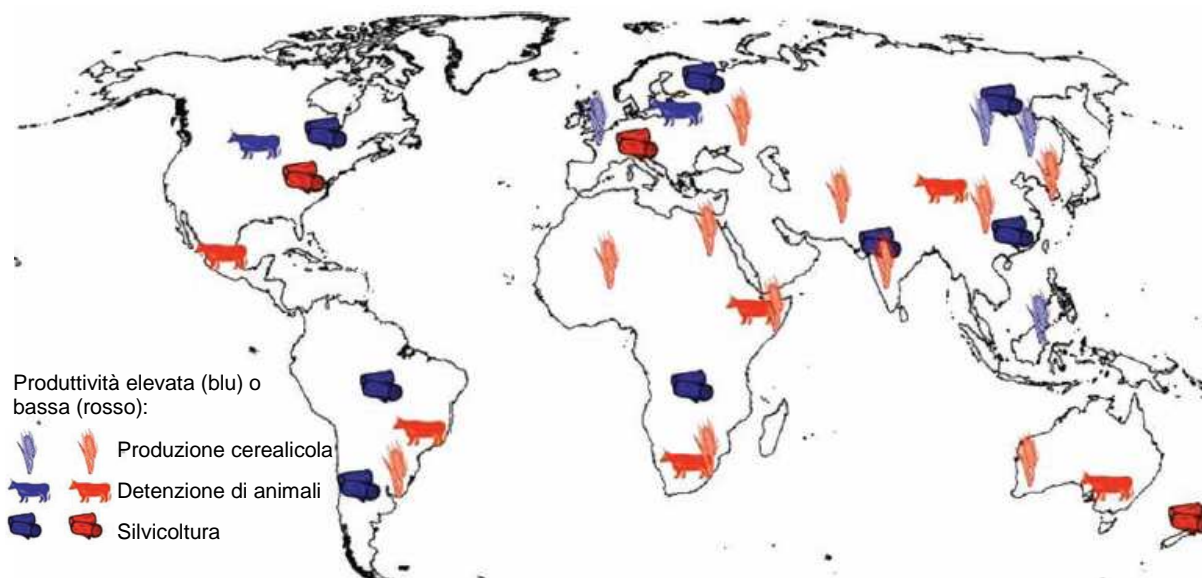 Produttività elevata (blu) o
bassa (rosso):
Produzione cerealicola
Detenzione di animali
Silvicoltura